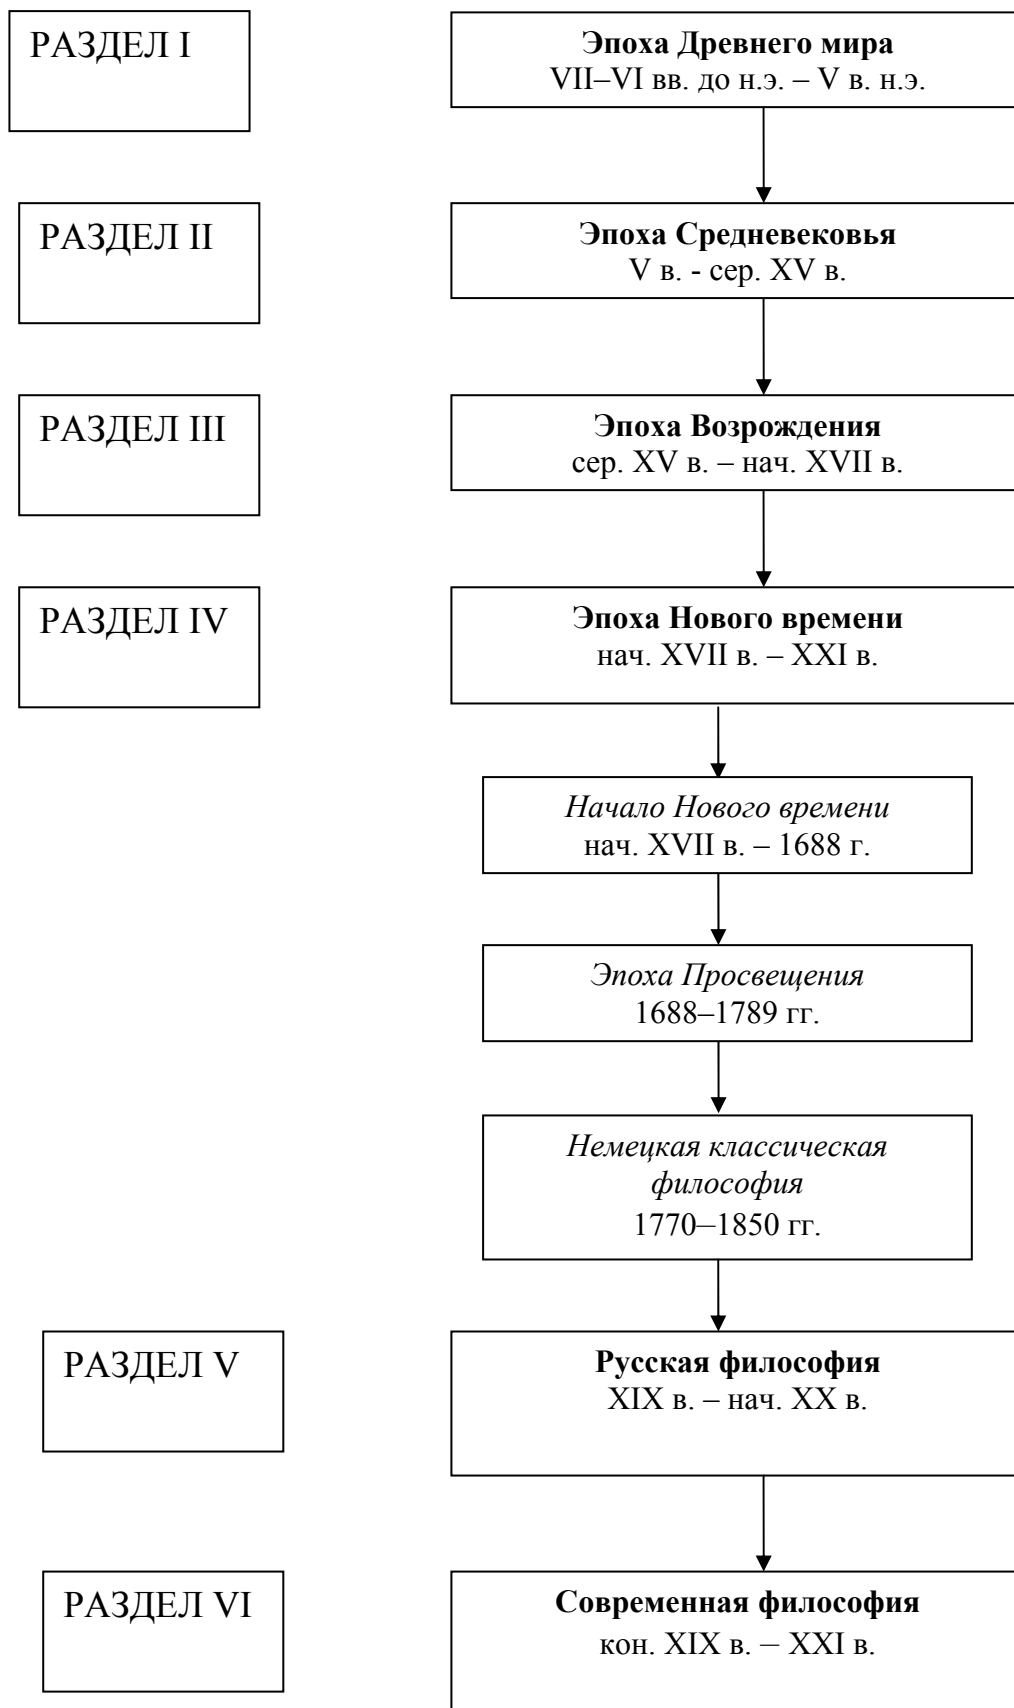 РАЗДЕЛ I
Эпоха Древнего мира
VII–VI вв. до н.э. – V в. н.э.
РАЗДЕЛ II
Эпоха Средневековья
V в. - сер. XV в.
РАЗДЕЛ III
Эпоха Возрождения
сер. XV в. – нач. XVII в.
РАЗДЕЛ IV
Эпоха Нового времени
нач. XVII в. – XXI в.
Начало Нового времени
нач. XVII в. – 1688 г.
Эпоха Просвещения
1688–1789 гг.
Немецкая классическая
философия
1770–1850 гг.
РАЗДЕЛ V
Русская философия
XIX в. – нач. XX в.
РАЗДЕЛ VI
Современная философия
кон. XIX в. – XXI в.